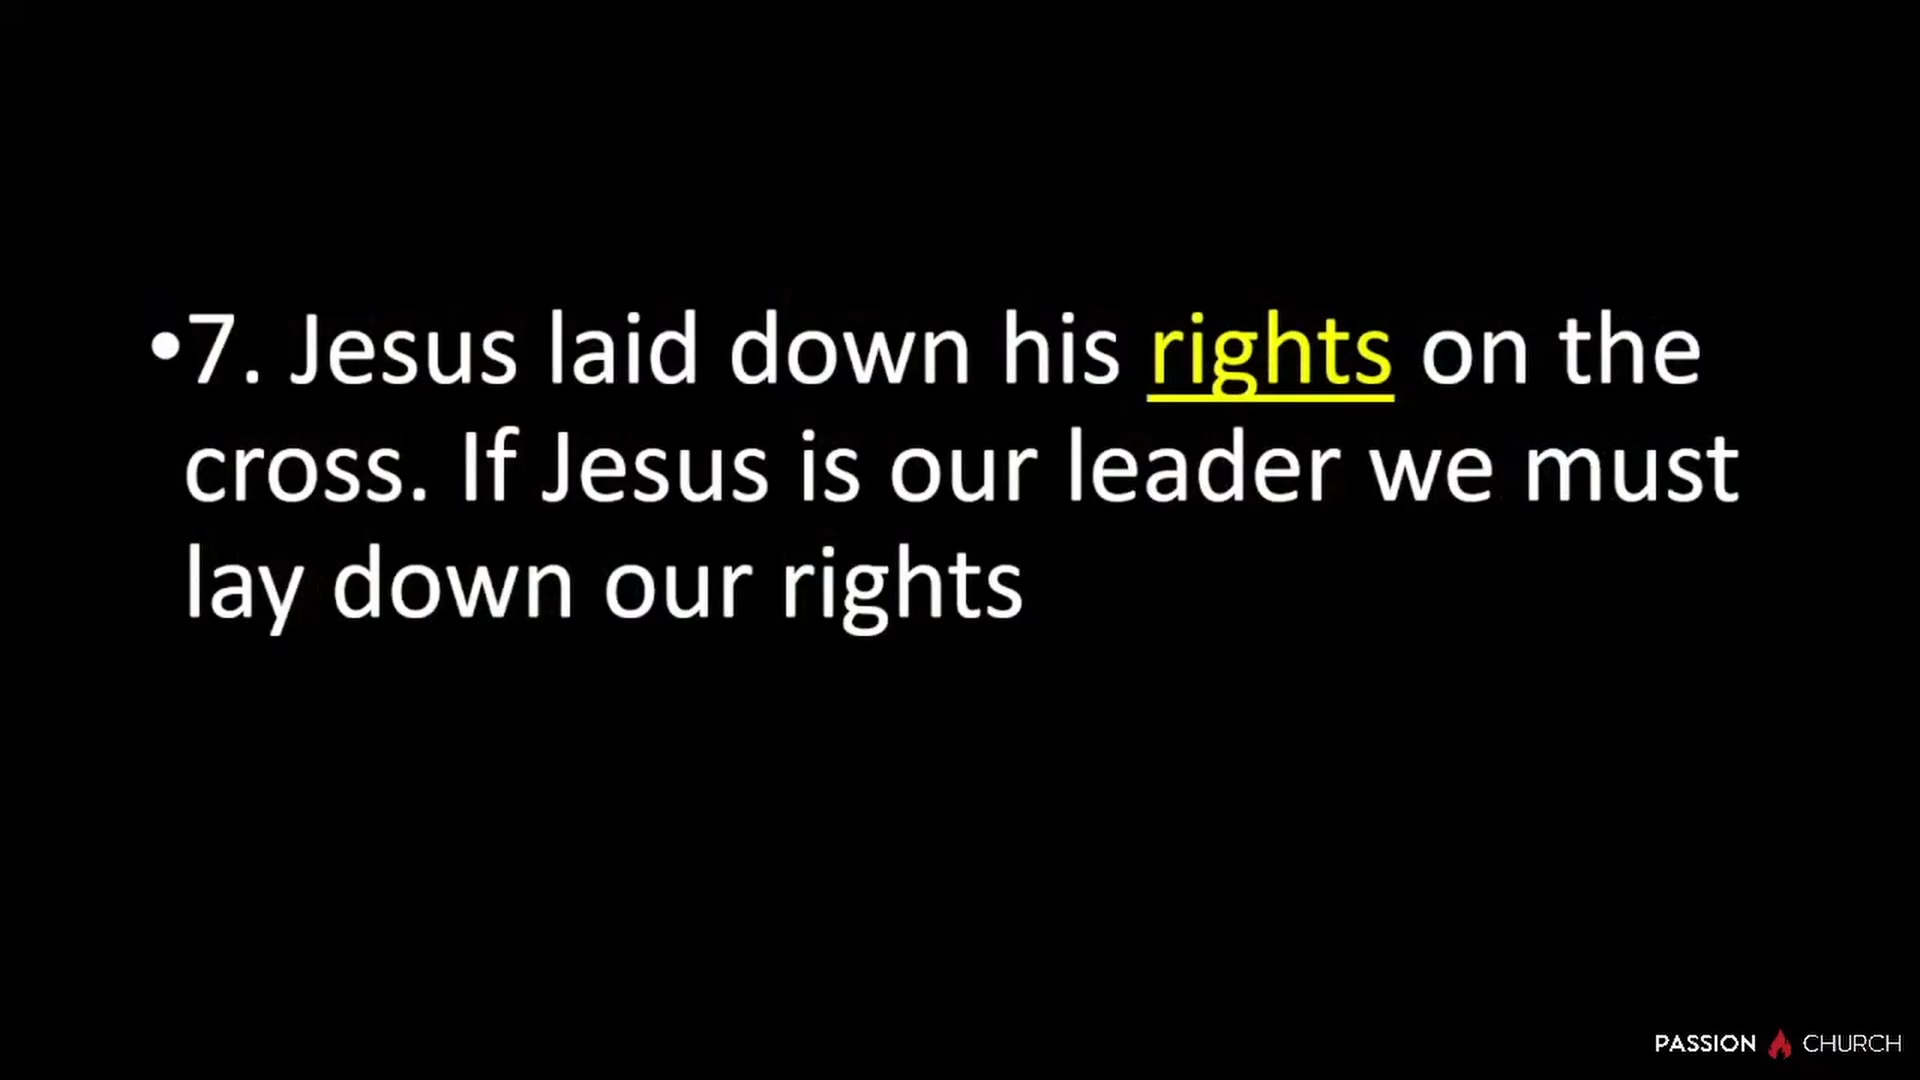 •7. Jesus laid down his rights on the
cross. If Jesus is our leader we must
lay down our rights
PASSION CHURCH